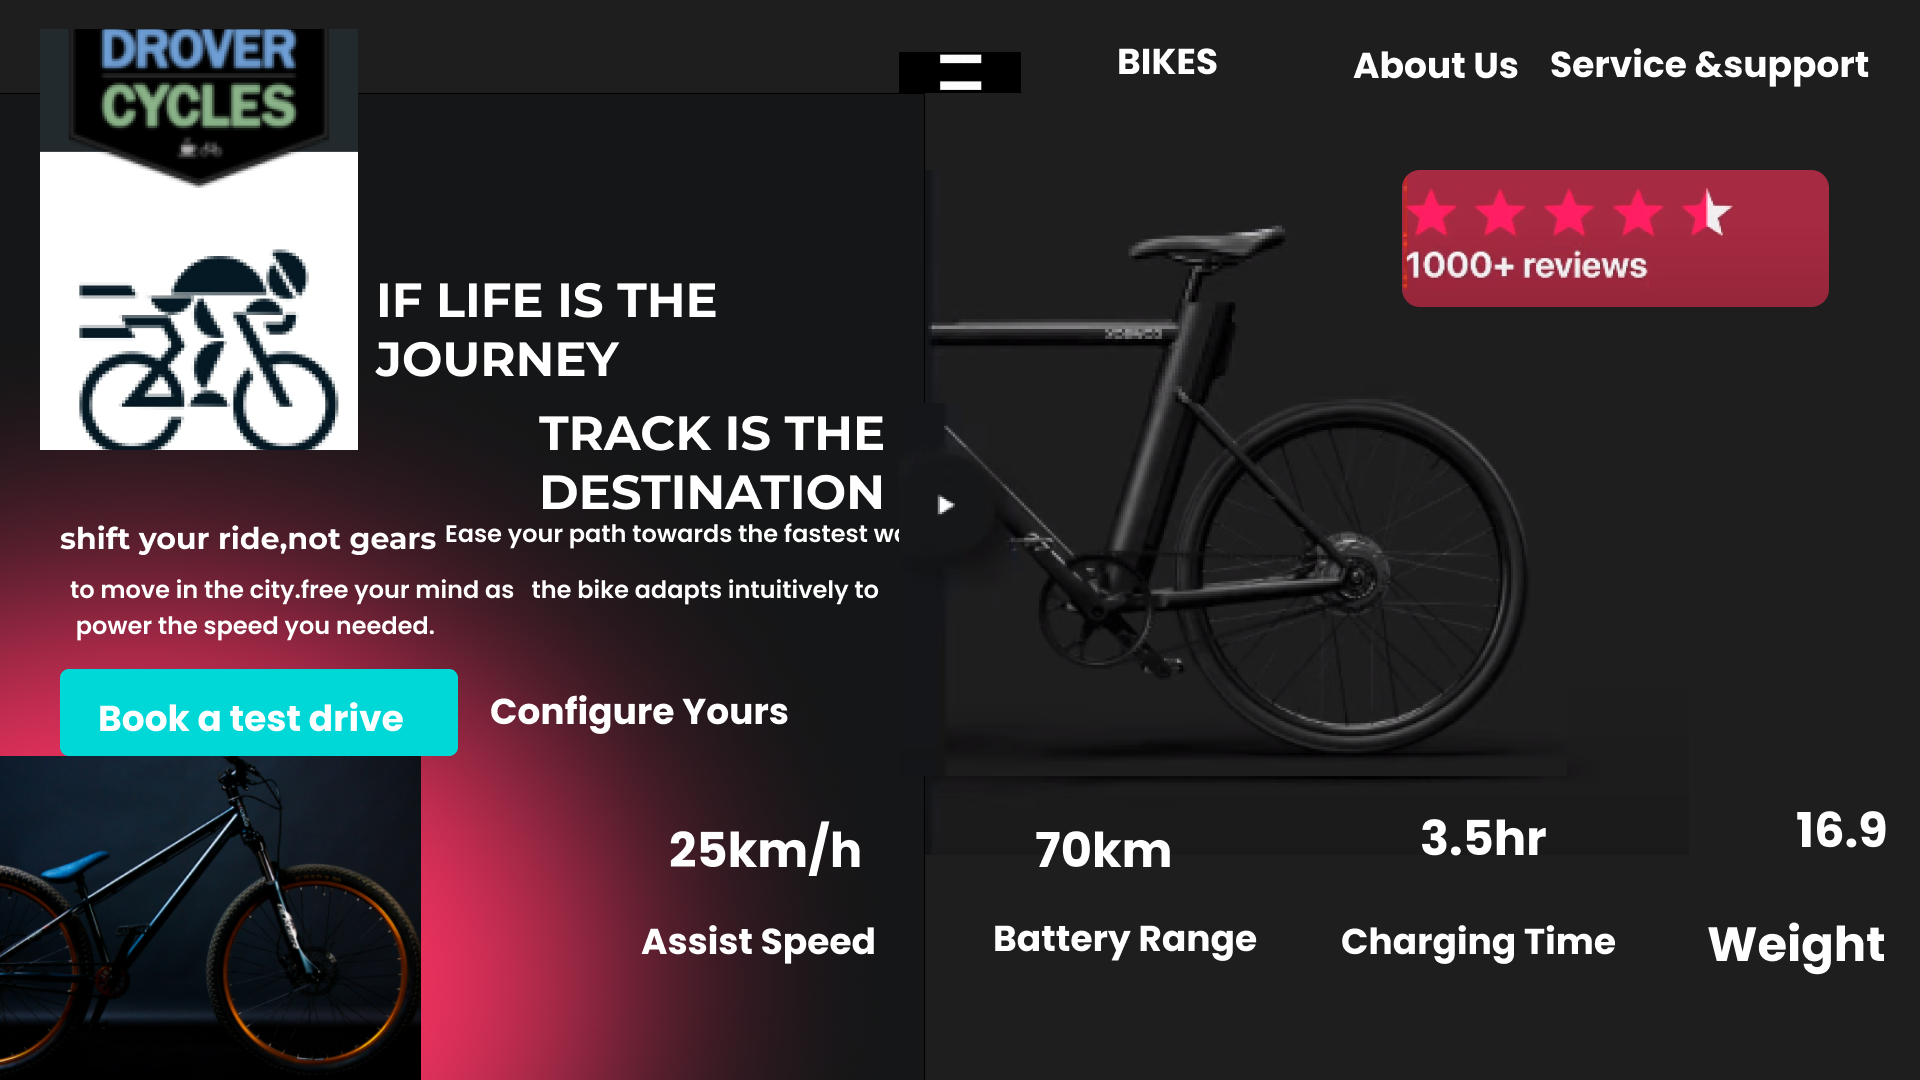 DROVER
CYCLES
BIKES
About Us
Service &support
1000+ reviews
IF LIFE IS THE
JOURNEY
TRACK IS THE
DESTINATION
shift your ride,not gears
Ease your path towards the fastest
to move in the city.free your mind as the bike adapts intuitively to
power the speed you needed.
Book a test drive
Configure Yours
25km/h
70km
3.5hr
16.9
Assist Speed
Battery Range
Charging Time
Weight